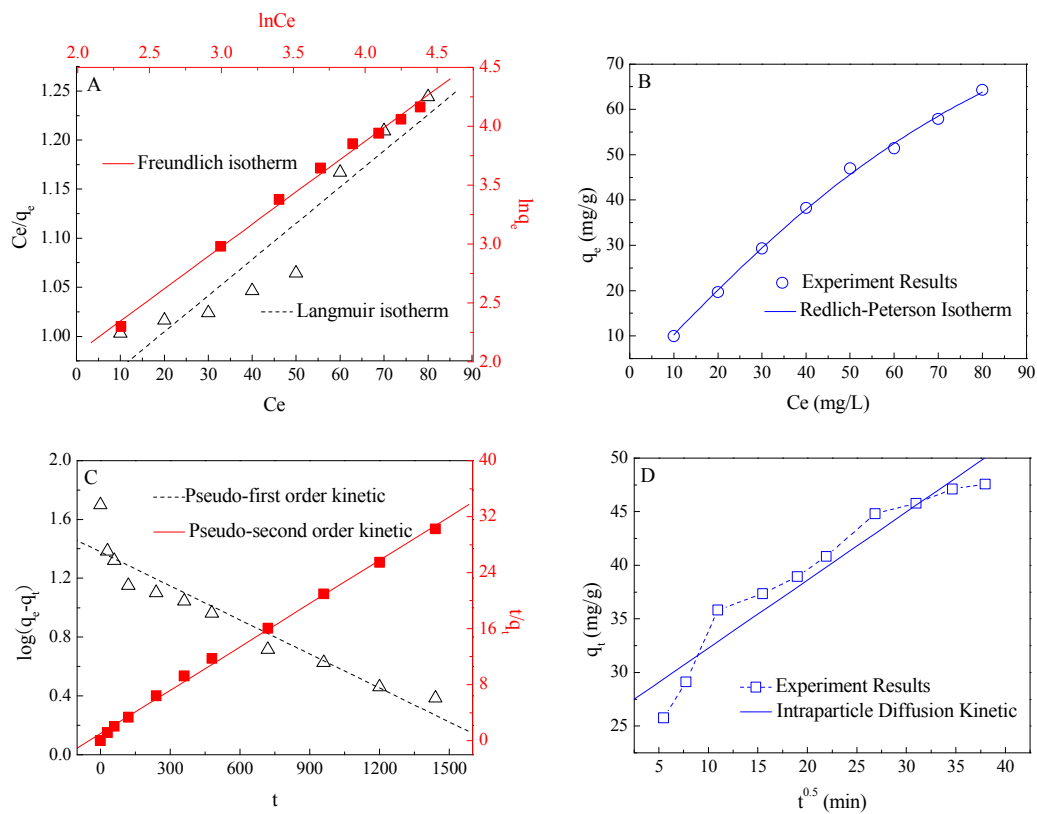 lnCe
2.0 2.5 3.0 3.5 4.0 4.5
A
1.25
1.20
1.15
1.10
1.05
1.00
Ce/qe
Freundlich isotherm
Langmuir isotherm
4.5
4.0
3.5
3.0
2.5
2.0
lnqe
0 10 20 30 40 50 60 70 80 90
Ce
B
70
60
50
40
30
20
10
qe (mg/g)
Experiment Results
Redlich-Peterson Isotherm
0 10 20 30 40 50 60 70 80 90
Ce (mg/L)
C
2.0
1.6
1.2
0.8
0.4
0.0
log(qe-qt)
Pseudo-first order kinetic
Pseudo-second order kinetic
40
32
24
16
8
0
t/qt
0 300 600 900 1200 1500
t
D
50
45
40
35
30
25
qt (mg/g)
Experiment Results
Intraparticle Diffusion Kinetic
5 10 15 20 25 30 35 40
t0.5 (min)